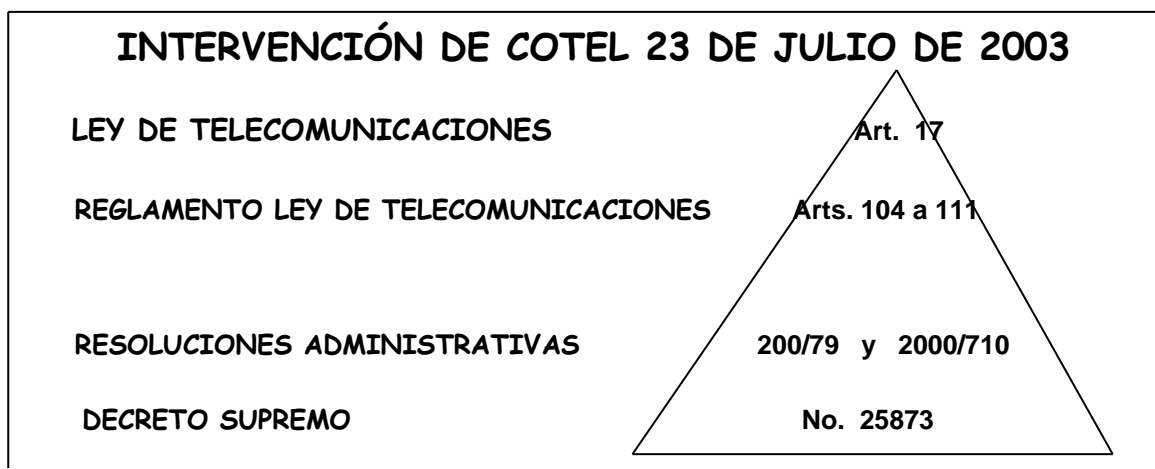 INTERVENCIÓN DE COTEL 23 DE JULIO DE 2003
LEY DE TELECOMUNICACIONES Art. 17
REGLAMENTO LEY DE TELECOMUNICACIONES Arts. 104 a 111
RESOLUCIONES ADMINISTRATIVAS 200/79 y 2000/710
DECRETO SUPREMO No. 25873